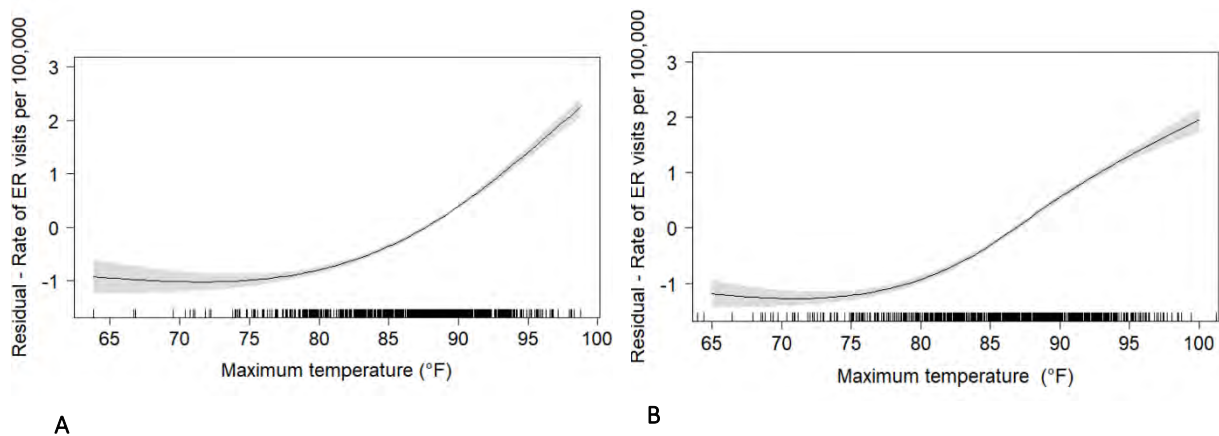 Residual - Rate of ER visits per 100,000
3
2
1
0
-1
65 70 75 80 85 90 95 100
Maximum temperature (°F)
A
Residual - Rate of ER visits per 100,000
3
2
1
0
-1
65 70 75 80 85 90 95 100
Maximum temperature (°F)
B